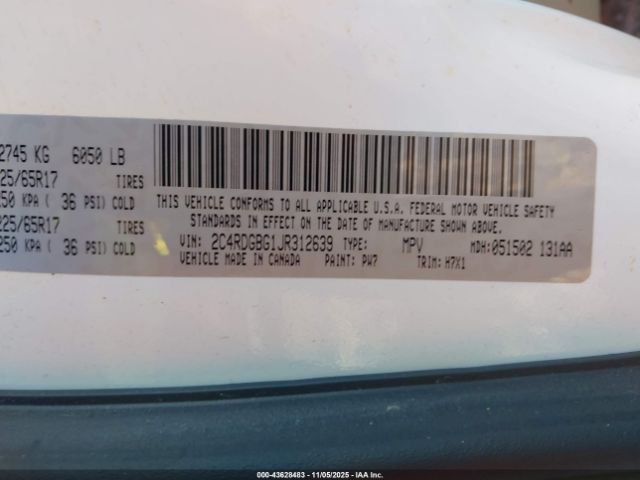 2745 KG 6050 LB
25/65R17 TIRES
250 KPA ( 36 PSI) COLD
225/65R17 TIRES
250 KPA ( 36 PSI) COLD
THIS VEHICLE CONFORMS TO ALL APPLICABLE U.S.A. FEDERAL MOTOR VEHICLE SAFETY
STANDARDS IN EFFECT ON THE DATE OF MANUFACTURE SHOWN ABOVE.
VIN: 2C4RDGBG1JR312639 TYPE: MPV MDH: 051502 131AA
VEHICLE MADE IN CANADA PAINT: PW7 TRIM: H7X1
000-43628483 - 11/05/2025 - IAA Inc.